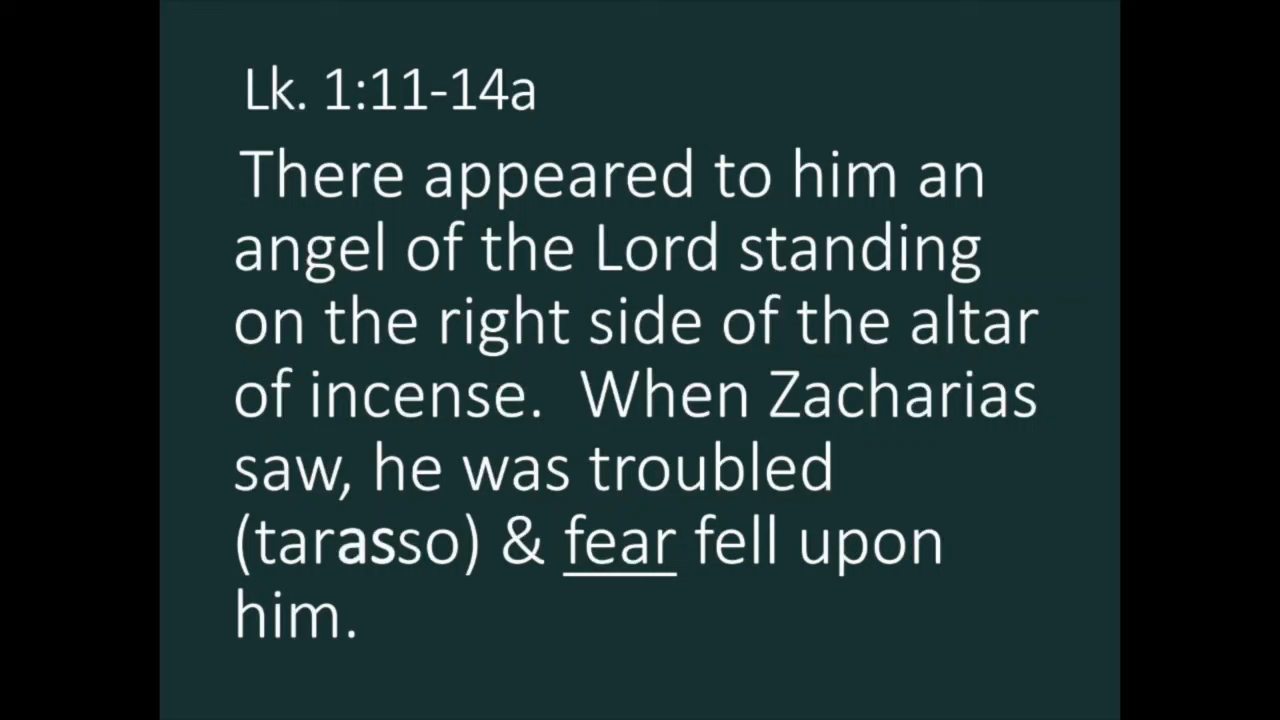 Lk. 1:11-14a
There appeared to him an
angel of the Lord standing
on the right side of the altar
of incense.  When Zacharias
saw, he was troubled
(tarasso) & fear fell upon
him.